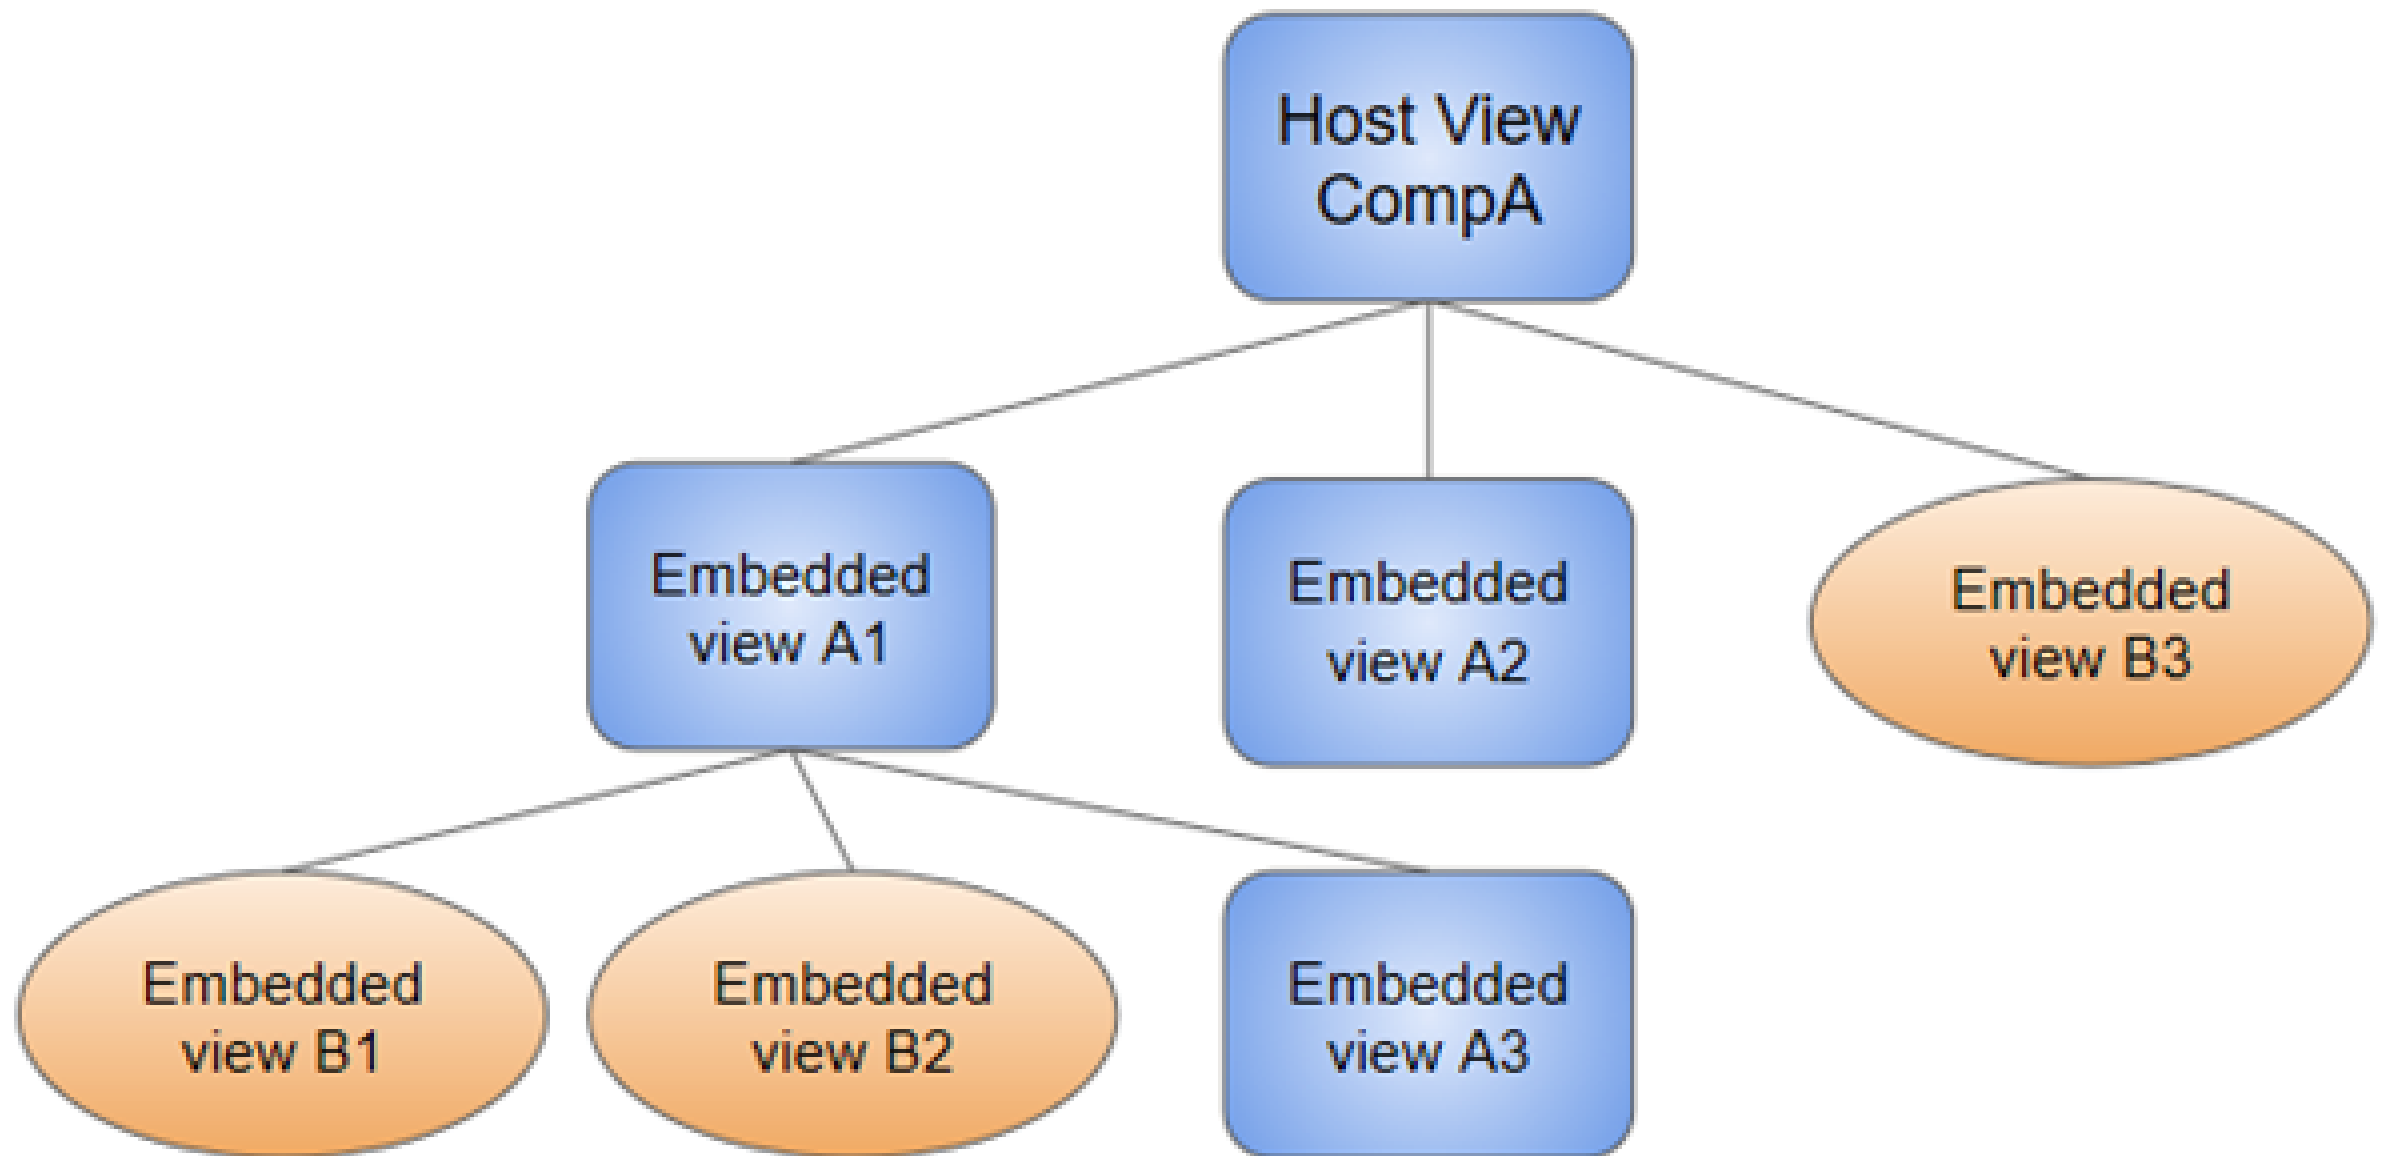 Host View
CompA
Embedded
view A1
Embedded
view A2
Embedded
view B3
Embedded
view B1
Embedded
view B2
Embedded
view A3